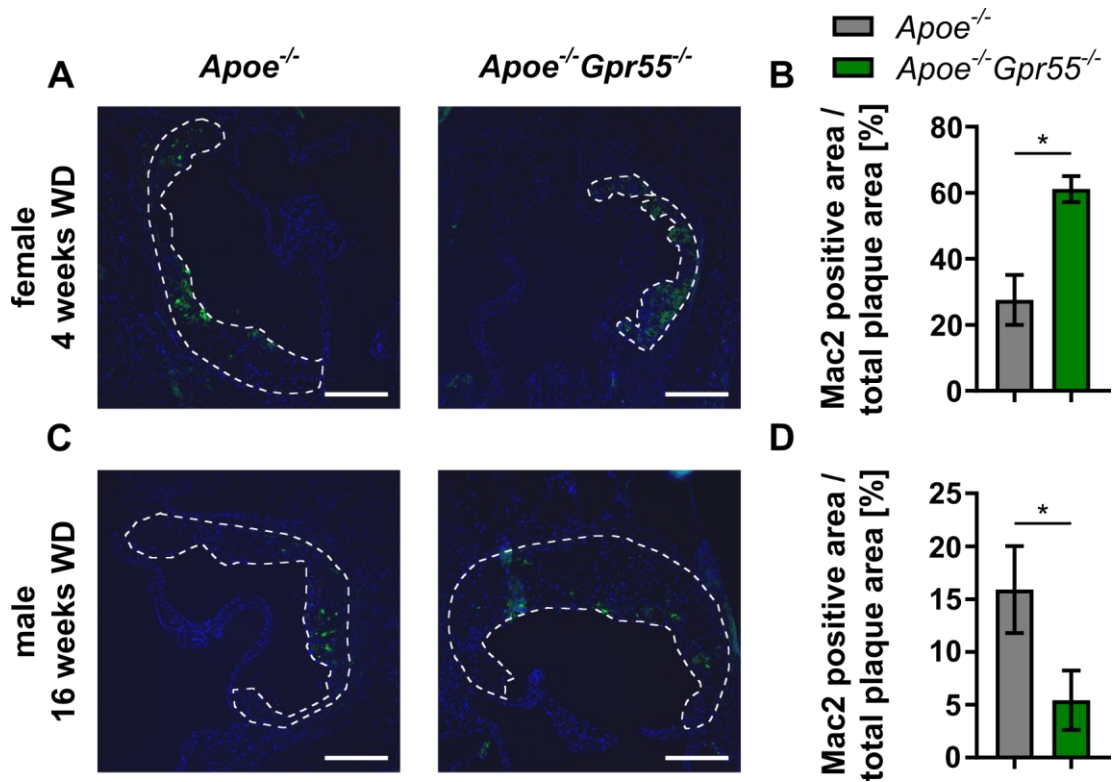 Apoe-/-
Apoe-/-Gpr55-/-
A
Apoe-/-
Apoe-/-Gpr55-/-
B
female
4 weeks WD
Mac2 positive area /
total plaque area [%]
80
60
40
20
0
*
C
D
male
16 weeks WD
Mac2 positive area /
total plaque area [%]
25
20
15
10
5
0
*